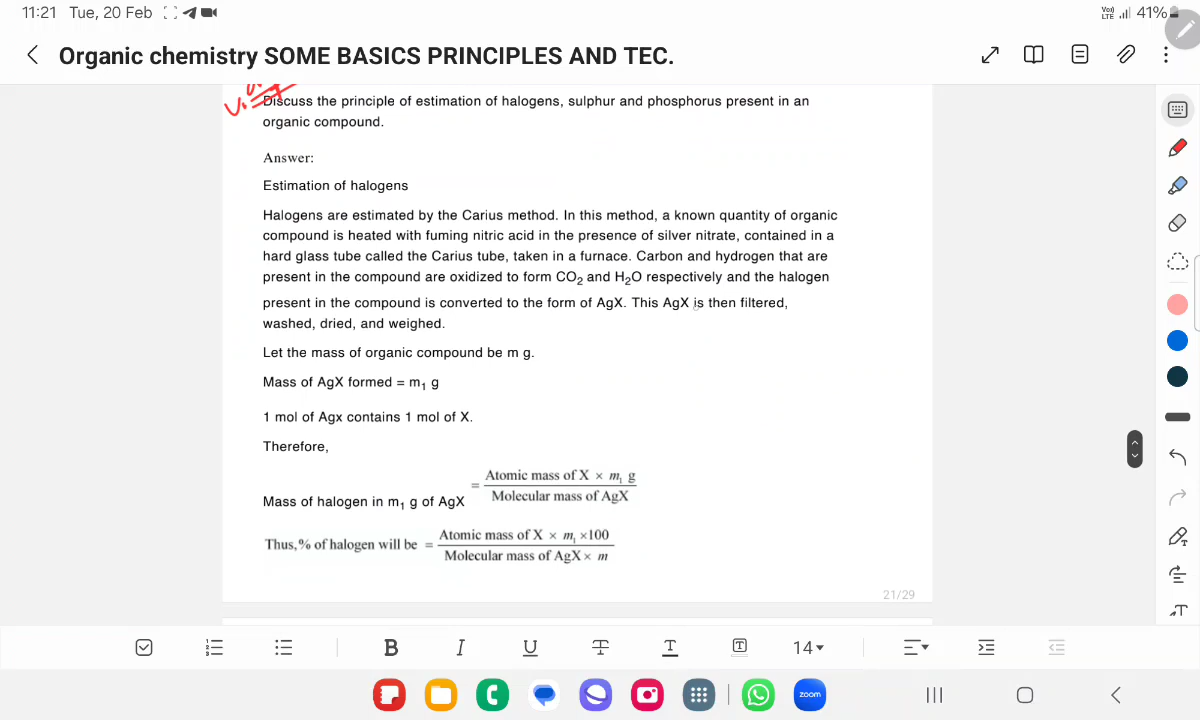 11:21 Tue, 20 Feb
Vo) LTE 41%
Organic chemistry SOME BASICS PRINCIPLES AND TEC.
v.
Discuss the principle of estimation of halogens, sulphur and phosphorus present in an
organic compound.
Answer:
Estimation of halogens
Halogens are estimated by the Carius method. In this method, a known quantity of organic
compound is heated with fuming nitric acid in the presence of silver nitrate, contained in a
hard glass tube called the Carius tube, taken in a furnace. Carbon and hydrogen that are
present in the compound are oxidized to form CO₂ and H₂O respectively and the halogen
present in the compound is converted to the form of AgX. This AgX is then filtered,
washed, dried, and weighed.
Let the mass of organic compound be m g.
Mass of AgX formed = m₁ g
1 mol of Agx contains 1 mol of X.
Therefore,
Mass of halogen in m₁ g of AgX = Atomic mass of X × m₁ g
Molecular mass of AgX
Thus,% of halogen will be = Atomic mass of X × m₁ ×100
Molecular mass of AgX × m
21/29
B I U T T T 14
zoom